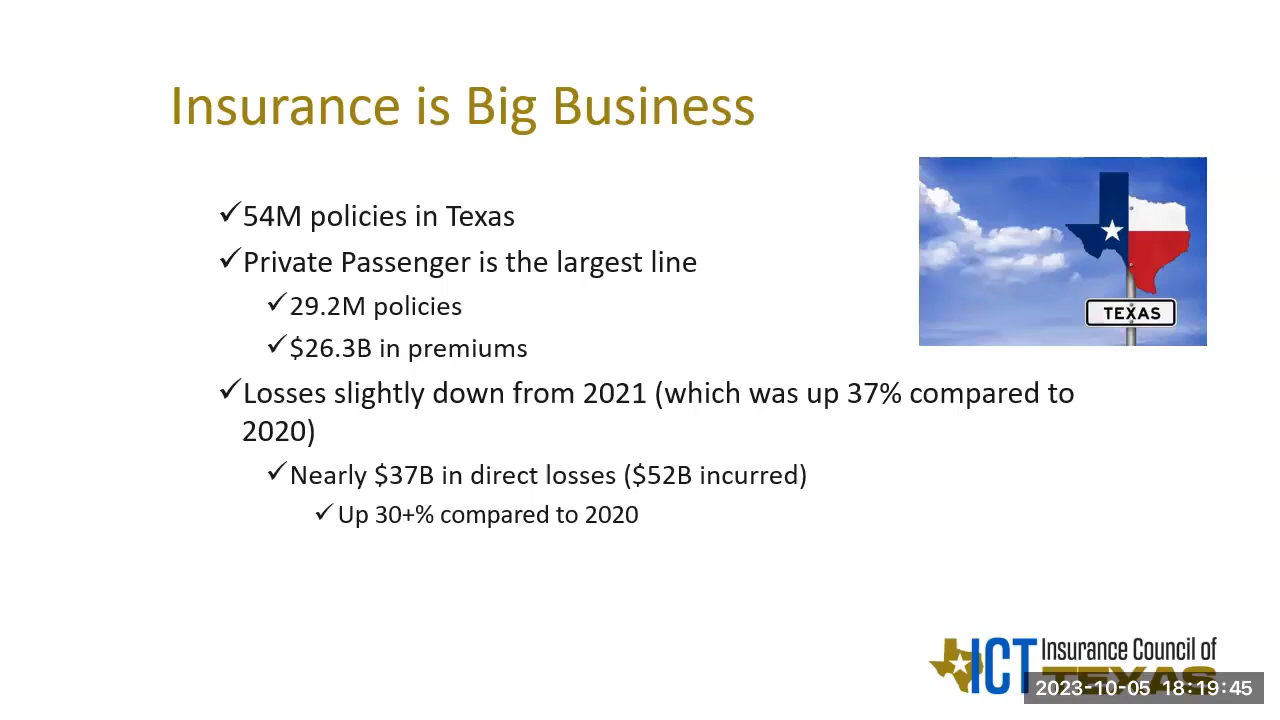 Insurance is Big Business
✓54M policies in Texas
✓Private Passenger is the largest line
✓29.2M policies
✓$26.3B in premiums
✓Losses slightly down from 2021 (which was up 37% compared to
2020)
✓Nearly $37B in direct losses ($52B incurred)
✓Up 30+% compared to 2020
TEXAS
ICT Insurance Council of
TEXAS
2023-10-05 18:19:45